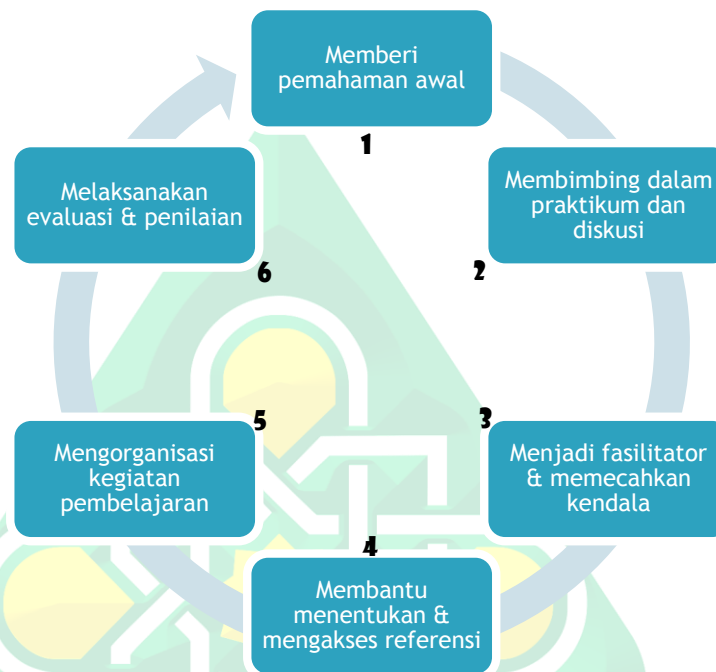 Memberi
pemahaman awal
1
Membimbing dalam
praktikum dan
diskusi
2
Menjadi fasilitator
& memecahkan
kendala
3
Membantu
menentukan &
mengakses referensi
4
Mengorganisasi
kegiatan
pembelajaran
5
Melaksanakan
evaluasi & penilaian
6